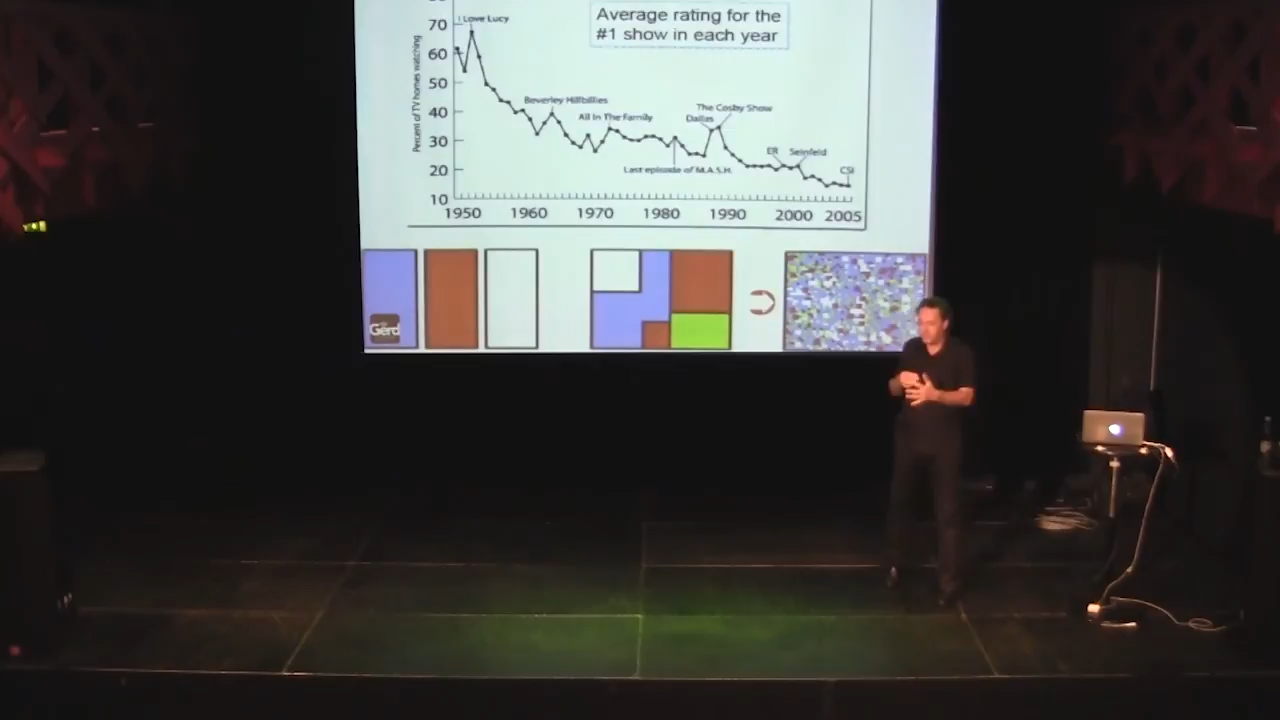 Average rating for the
#1 show in each year
Percent of TV homes watching
70
60
50
40
30
20
10
I Love Lucy
Beverley Hillbillies
All In The Family
The Cosby Show
Dallas
Last episode of M.A.S.H.
ER
Seinfeld
CSI
1950
1960
1970
1980
1990
2000
2005
Gerd